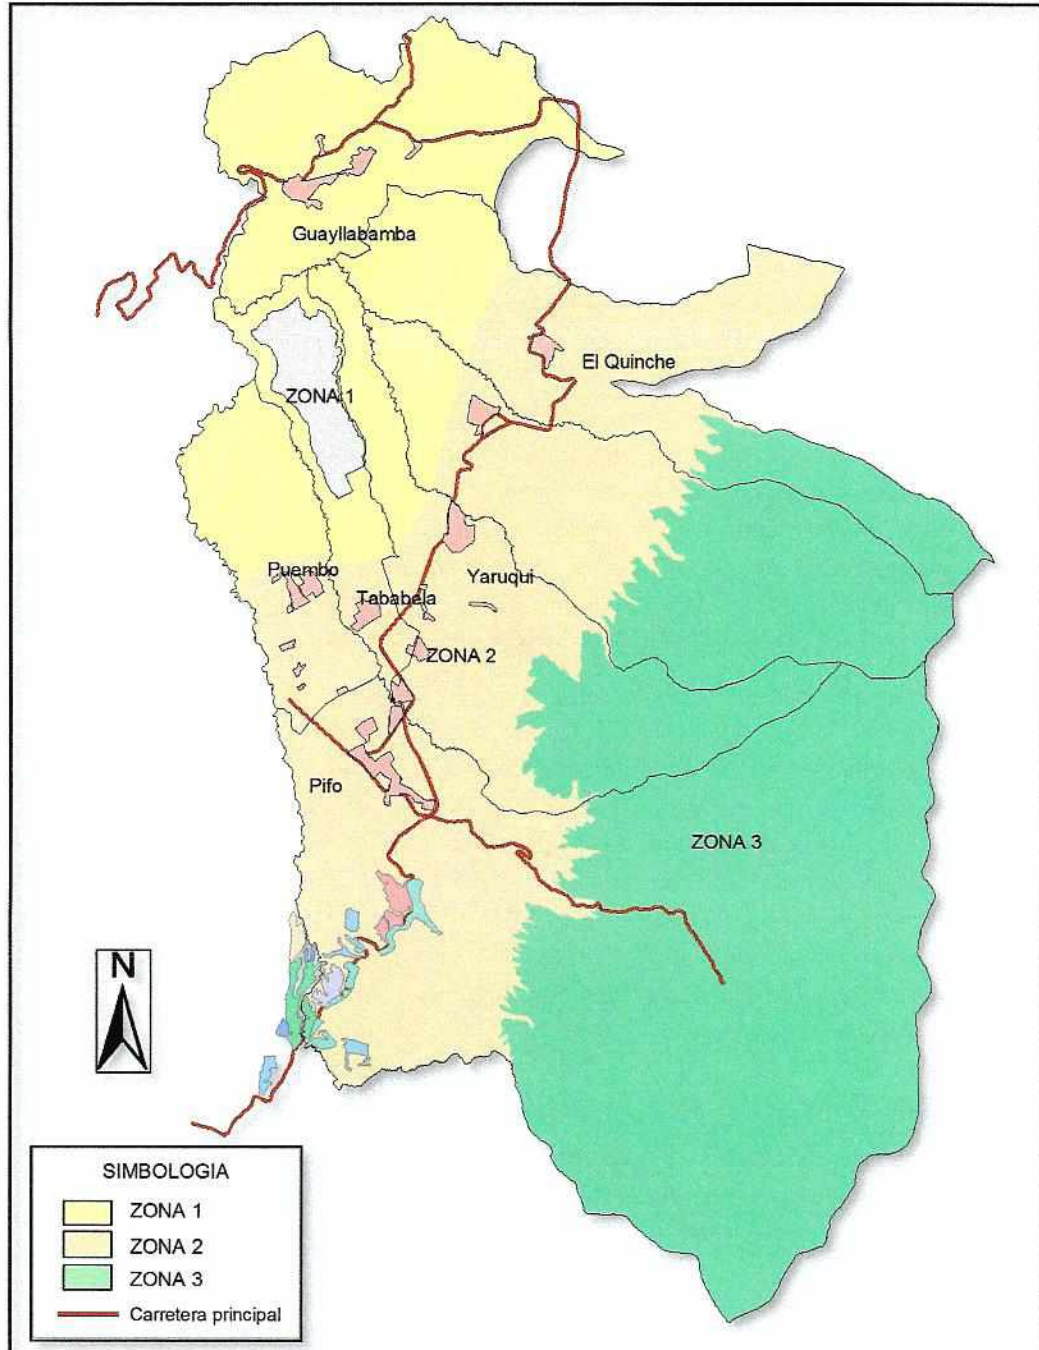 Guayllabamba
El Quinche
ZONA 1
Puembo
Yaruqui
Tababela
ZONA 2
Pifo
ZONA 3
N
SIMBOLOGIA
ZONA 1
ZONA 2
ZONA 3
Carretera principal